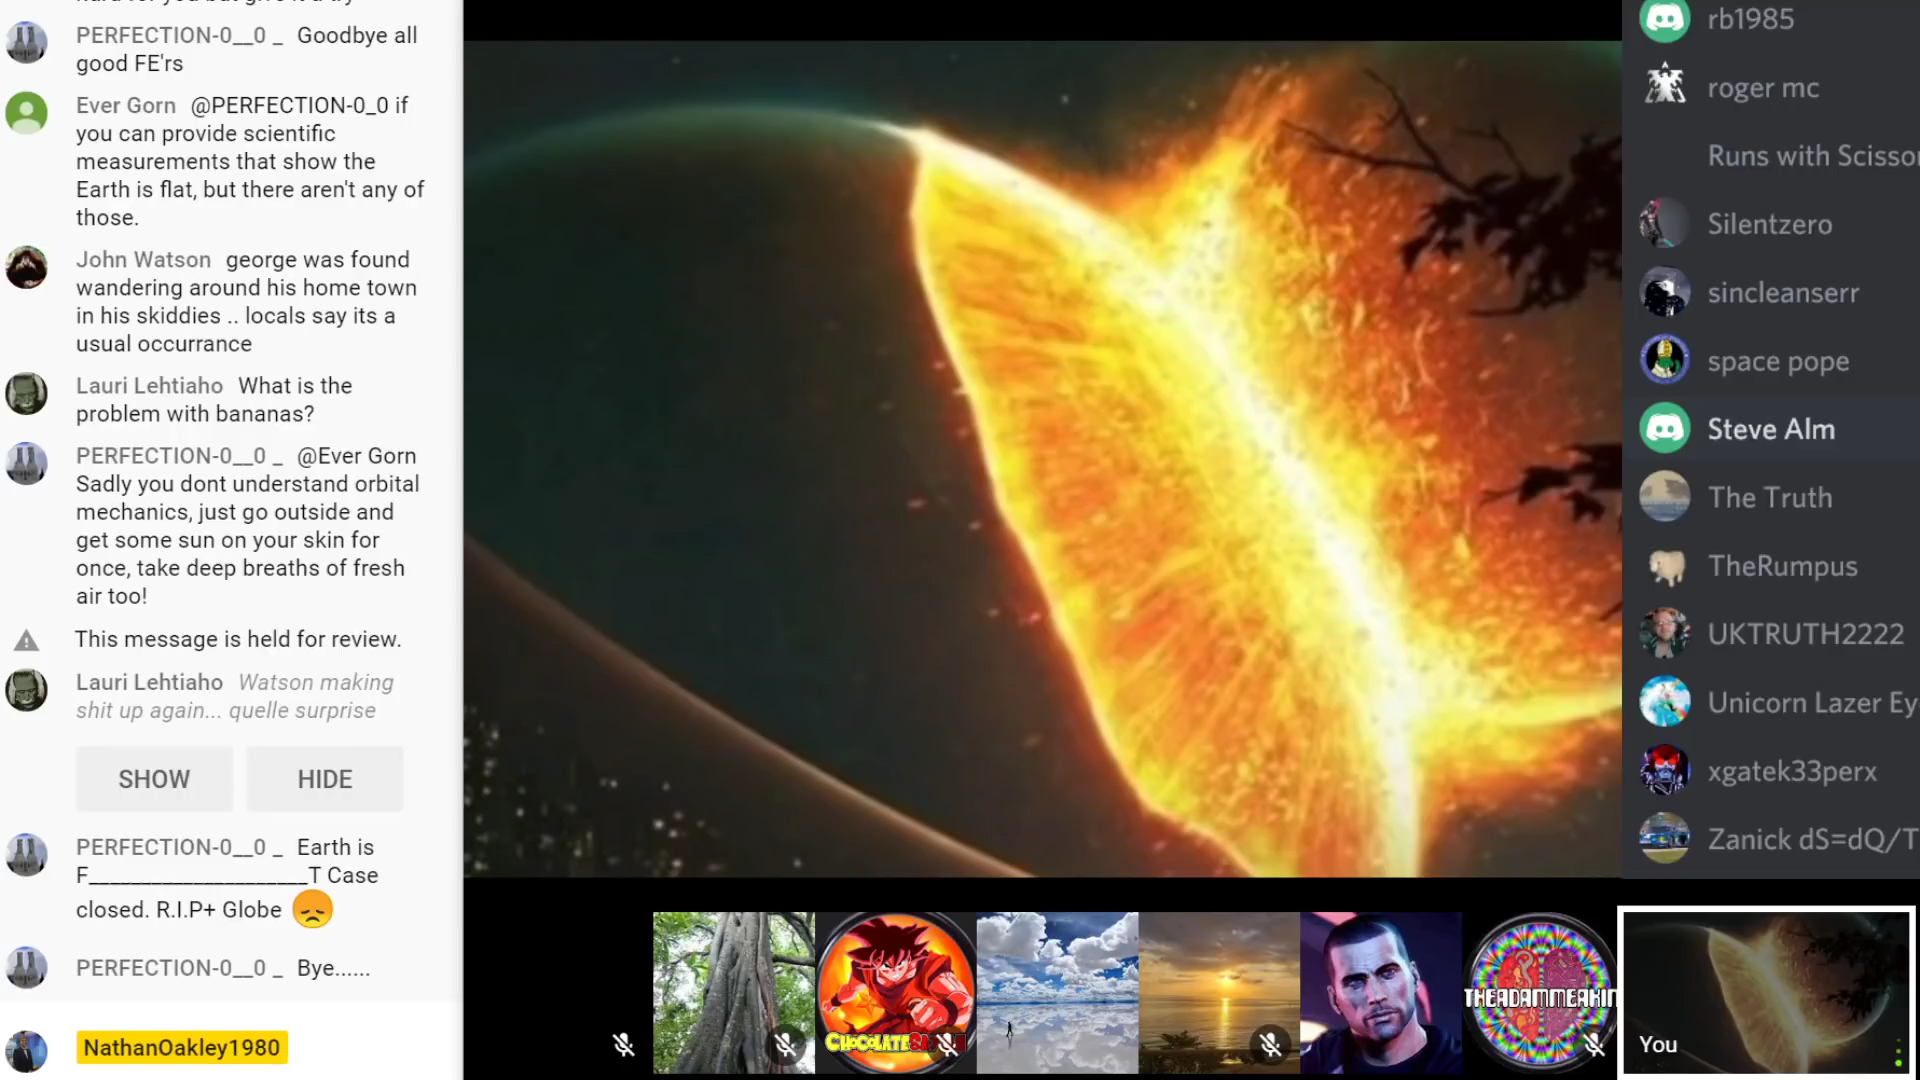 PERFECTION-0__0 _ Goodbye all
good FE'rs
Ever Gorn @PERFECTION-0_0 if
you can provide scientific
measurements that show the
Earth is flat, but there aren't any of
those.
John Watson george was found
wandering around his home town
in his skiddies .. locals say its a
usual occurrance
Lauri Lehtiaho What is the
problem with bananas?
PERFECTION-0__0 _ @Ever Gorn
Sadly you dont understand orbital
mechanics, just go outside and
get some sun on your skin for
once, take deep breaths of fresh
air too!
This message is held for review.
Lauri Lehtiaho Watson making
shit up again... quelle surprise
SHOW HIDE
PERFECTION-0__0 _ Earth is
F____________________T Case
closed. R.I.P+ Globe
PERFECTION-0__0 _ Bye......
NathanOakley1980
rb1985
roger mc
Runs with Scisso
Silentzero
sincleanserr
space pope
Steve Alm
The Truth
TheRumpus
UKTRUTH2222
Unicorn Lazer Ey
xgatek33perx
Zanick dS=dQ/T
THEADAMMEAKIN
You